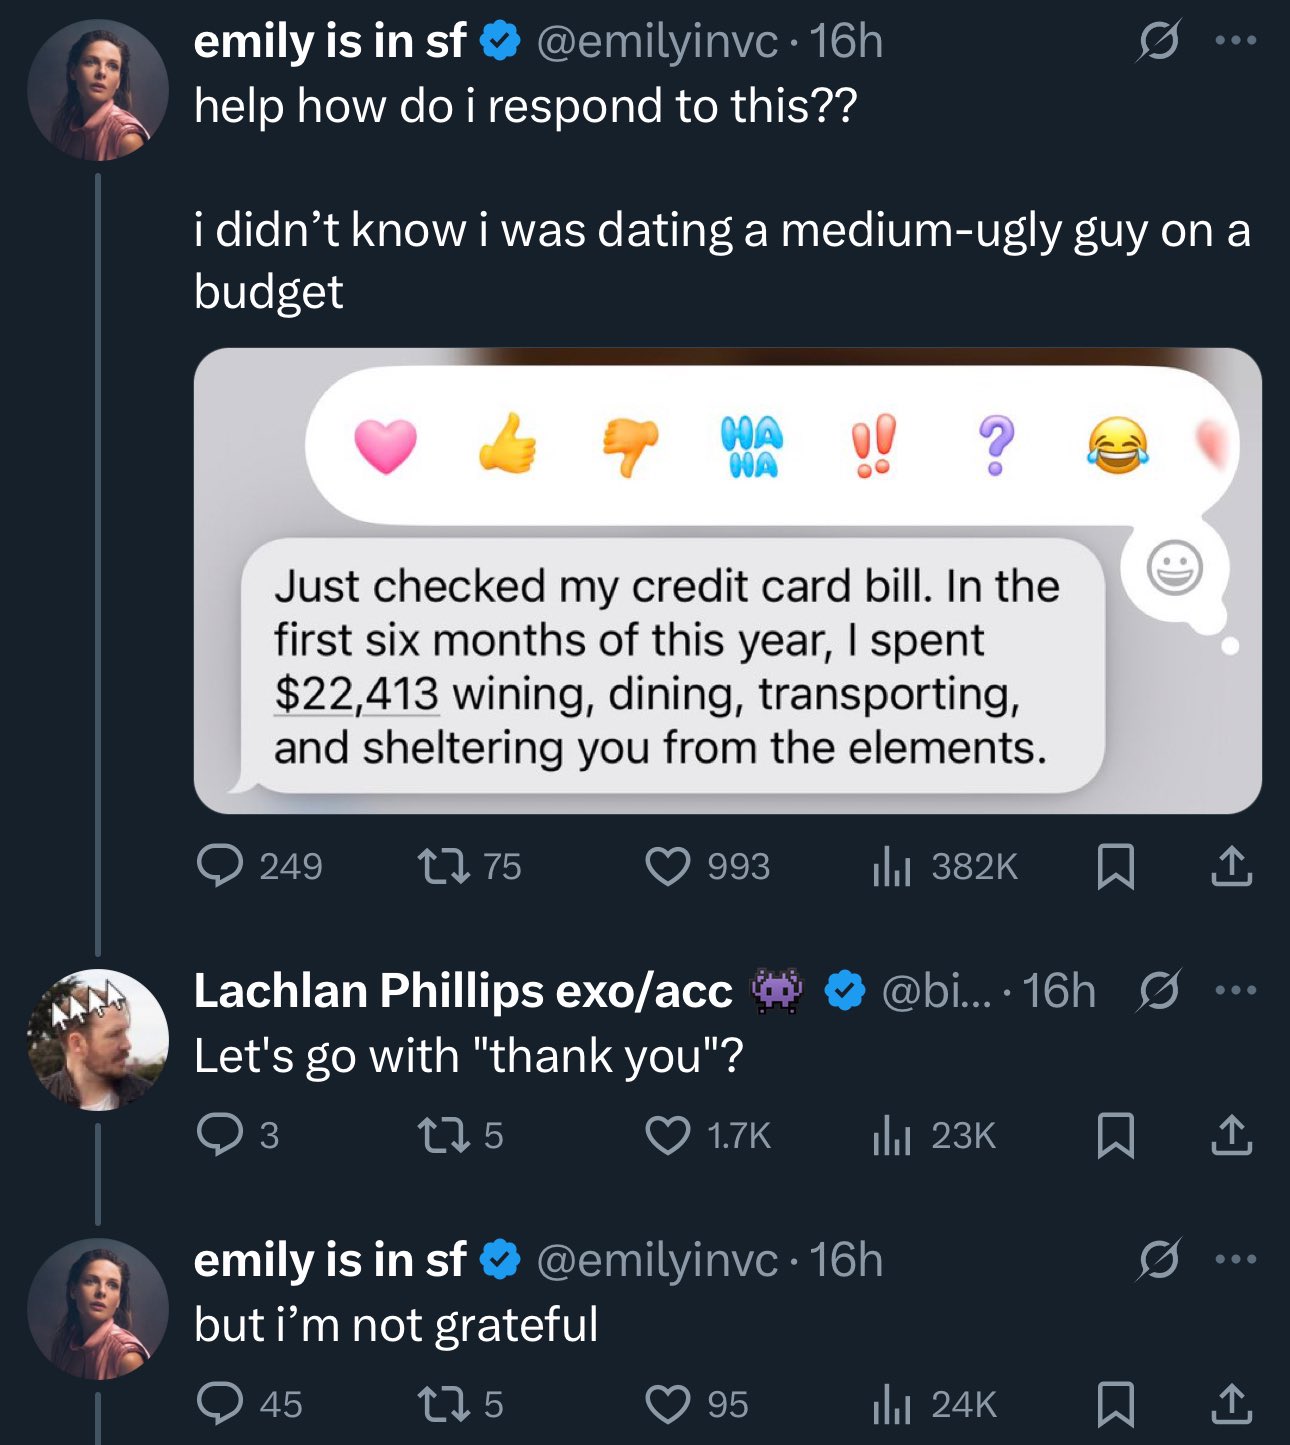 emily is in sf @emilyinvc · 16h
help how do i respond to this??
i didn’t know i was dating a medium-ugly guy on a
budget
HA
HA
Just checked my credit card bill. In the
first six months of this year, I spent
$22,413 wining, dining, transporting,
and sheltering you from the elements.
249 75 993 382K
Lachlan Phillips exo/acc 👾 @bi... · 16h
Let's go with "thank you"?
3 5 1.7K 23K
emily is in sf @emilyinvc · 16h
but i’m not grateful
45 5 95 24K